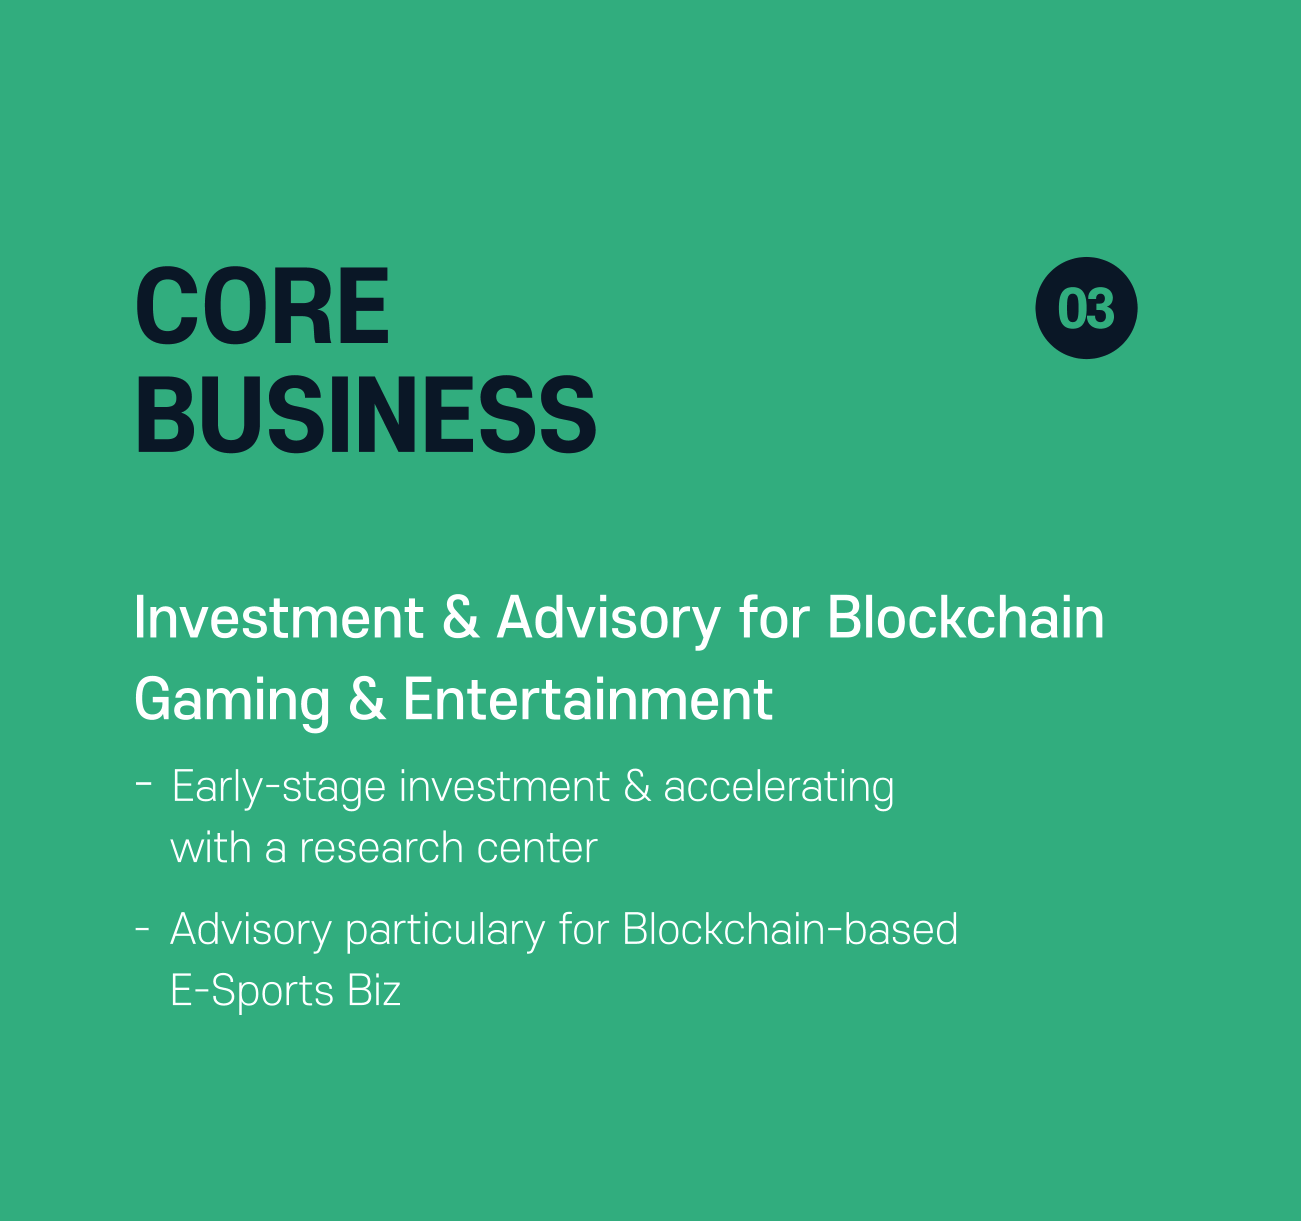 CORE
BUSINESS
03
Investment & Advisory for Blockchain
Gaming & Entertainment
- Early-stage investment & accelerating
with a research center
- Advisory particulary for Blockchain-based
E-Sports Biz